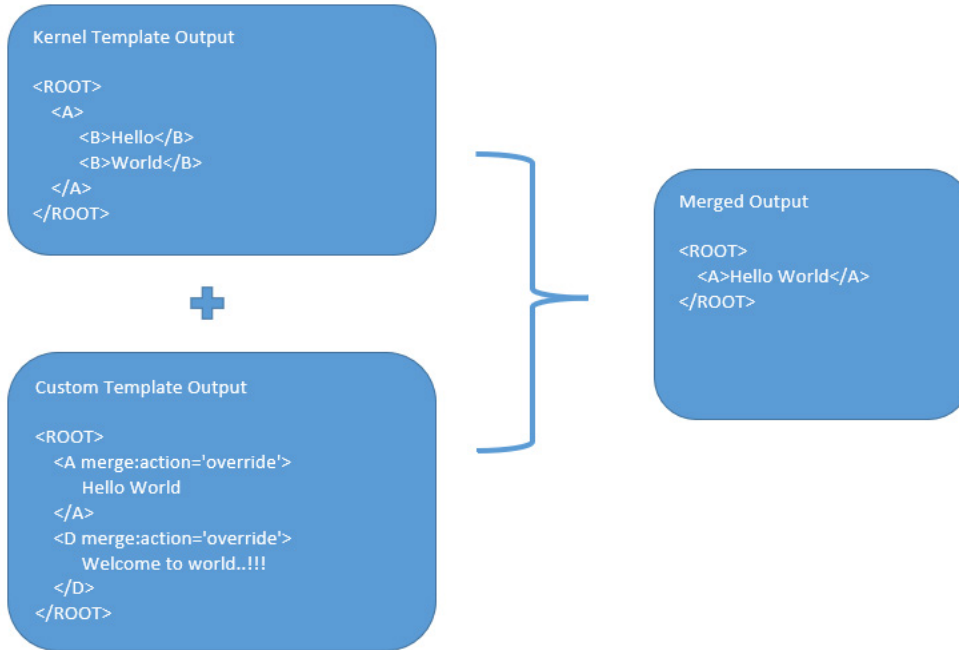 Kernel Template Output
<ROOT>
<A>
<B>Hello</B>
<B>World</B>
</A>
</ROOT>
Custom Template Output
<ROOT>
<A merge:action='override'>
Hello World
</A>
<D merge:action='override'>
Welcome to world..!!!
</D>
</ROOT>
Merged Output
<ROOT>
<A>Hello World</A>
</ROOT>